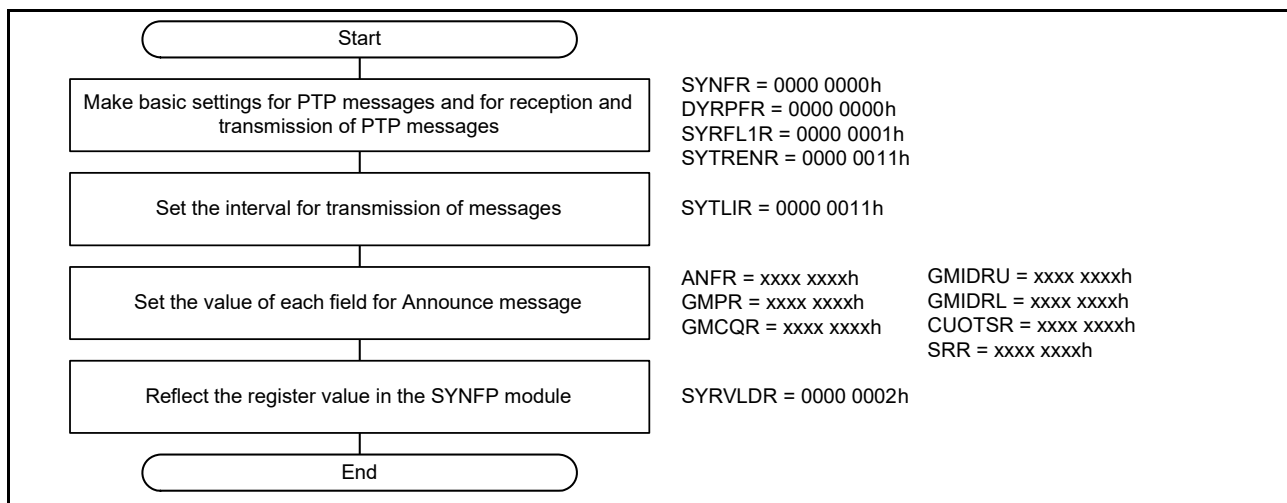 Start
Make basic settings for PTP messages and for reception and
transmission of PTP messages
SYNFR = 0000 0000h
DYRPFR = 0000 0000h
SYRFL1R = 0000 0001h
SYTRENR = 0000 0011h
Set the interval for transmission of messages
SYTLIR = 0000 0011h
Set the value of each field for Announce message
ANFR = xxxx xxxxh
GMPR = xxxx xxxxh
GMCQR = xxxx xxxxh
GMIDRU = xxxx xxxxh
GMIDRL = xxxx xxxxh
CUOTSR = xxxx xxxxh
SRR = xxxx xxxxh
Reflect the register value in the SYNFP module
SYRVLDR = 0000 0002h
End